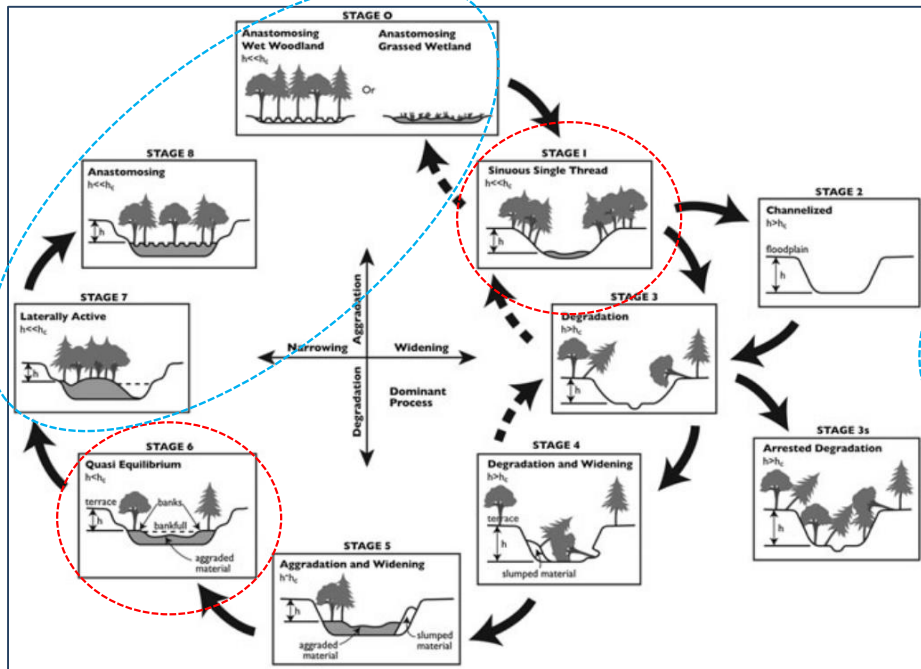 STAGE O
Anastomosing
Wet Woodland
h<<hc
Or
Anastomosing
Grassed Wetland
STAGE I
Sinuous Single Thread
h<<hc
STAGE 2
Channelized
h>hc
floodplain
h
STAGE 8
Anastomosing
h<<hc
h
h
STAGE 3
Degradation
h>hc
h
STAGE 7
Laterally Active
h<<hc
h
Aggradation
Narrowing
Widening
Degradation
Dominant
Process
STAGE 3s
Arrested Degradation
h>hc
h
STAGE 6
Quasi Equilibrium
h<hc
terrace
banks
h
bankfull
aggraded
material
STAGE 4
Degradation and Widening
h>hc
terrace
h
slumped material
STAGE 5
Aggradation and Widening
h~hc
h
aggraded
material
slumped
material